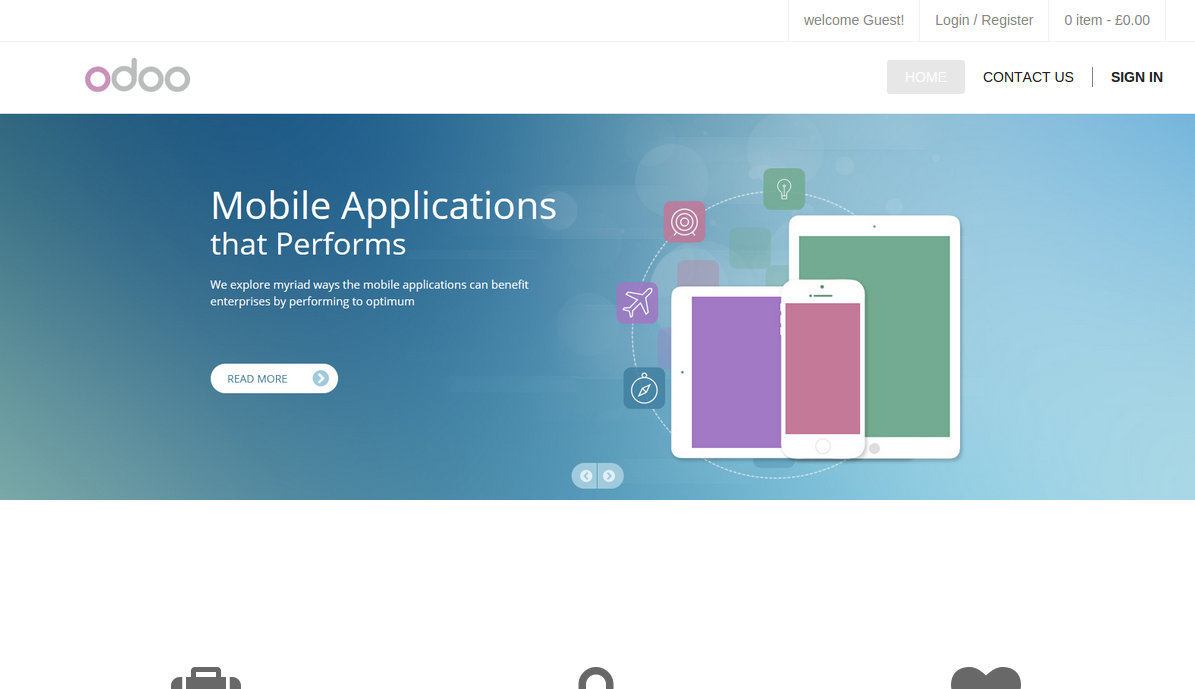 welcome Guest!
Login / Register
0 item - £0.00
odoo
HOME
CONTACT US
SIGN IN
Mobile Applications
that Performs
We explore myriad ways the mobile applications can benefit
enterprises by performing to optimum
READ MORE